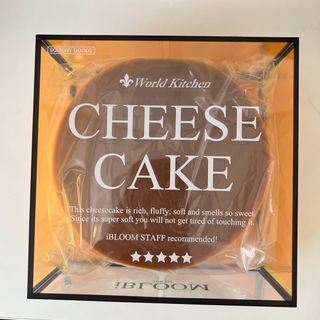 SQUISHY GOODS
World Kitchen
CHEESE
CAKE
This cheesecake is rich, fluffy, soft and smells so sweet.
Since its super soft you will not get tired of touching it.
iBLOOM STAFF recommended!
iBLOOM